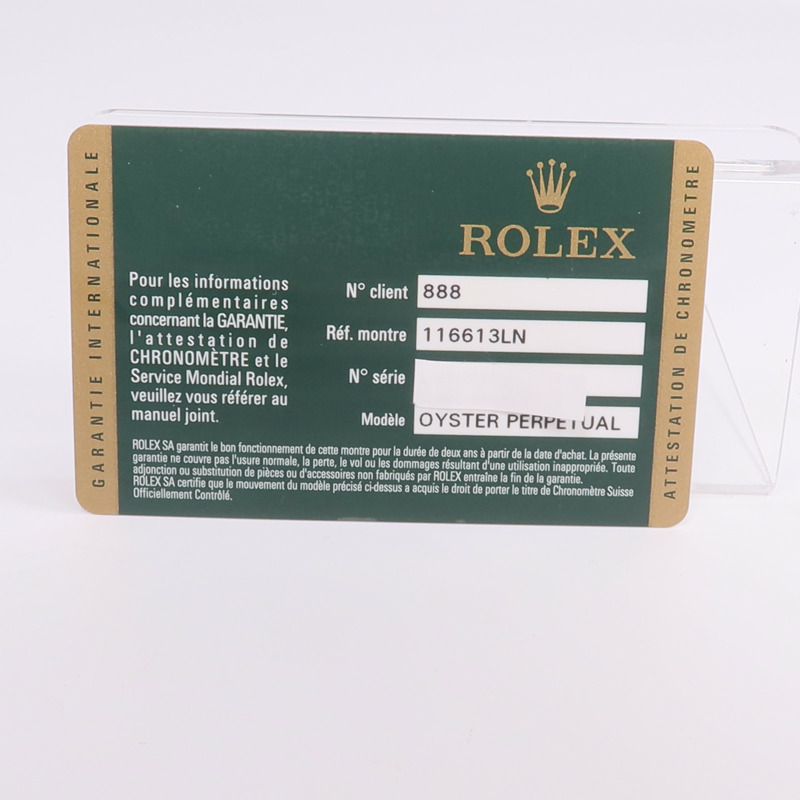 GARANTIE INTERNATIONALE
ROLEX
Pour les informations
complémentaires
concernant la GARANTIE,
l'attestation de
CHRONOMÈTRE et le
Service Mondial Rolex,
veuillez vous référer au
manuel joint.
N° client 888
Réf. montre 116613LN
N° série
Modèle OYSTER PERPETUAL
ROLEX SA garantit le bon fonctionnement de cette montre pour la durée de deux ans à partir de la date d'achat. La présente
garantie ne couvre pas l'usure normale, la perte, le vol ou les dommages résultant d'une utilisation inappropriée. Toute
adjonction ou substitution de pièces ou d'accessoires non fabriqués par ROLEX entraîne la fin de la garantie.
ROLEX SA certifie que le mouvement du modèle précisé ci-dessus a acquis le droit de porter le titre de Chronomètre Suisse
Officiellement Contrôlé.
ATTESTATION DE CHRONOMETRE